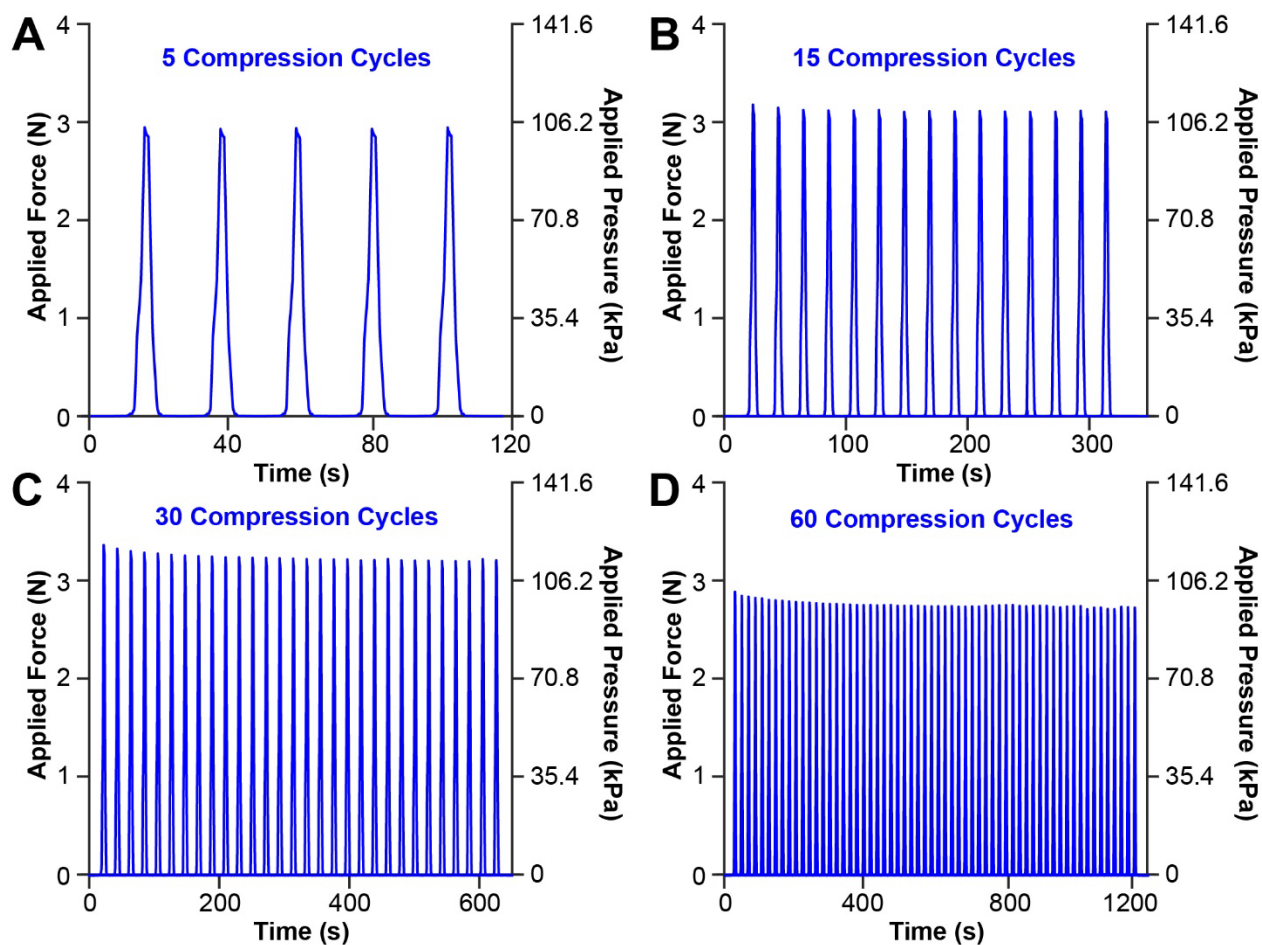 A
5 Compression Cycles
Applied Force (N)
4
3
2
1
0
141.6
106.2
70.8
35.4
0
Applied Pressure (kPa)
0 40 80 120
Time (s)
B
15 Compression Cycles
Applied Force (N)
4
3
2
1
0
141.6
106.2
70.8
35.4
0
Applied Pressure (kPa)
0 100 200 300
Time (s)
C
30 Compression Cycles
Applied Force (N)
4
3
2
1
0
141.6
106.2
70.8
35.4
0
Applied Pressure (kPa)
0 200 400 600
Time (s)
D
60 Compression Cycles
Applied Force (N)
4
3
2
1
0
141.6
106.2
70.8
35.4
0
Applied Pressure (kPa)
0 400 800 1200
Time (s)